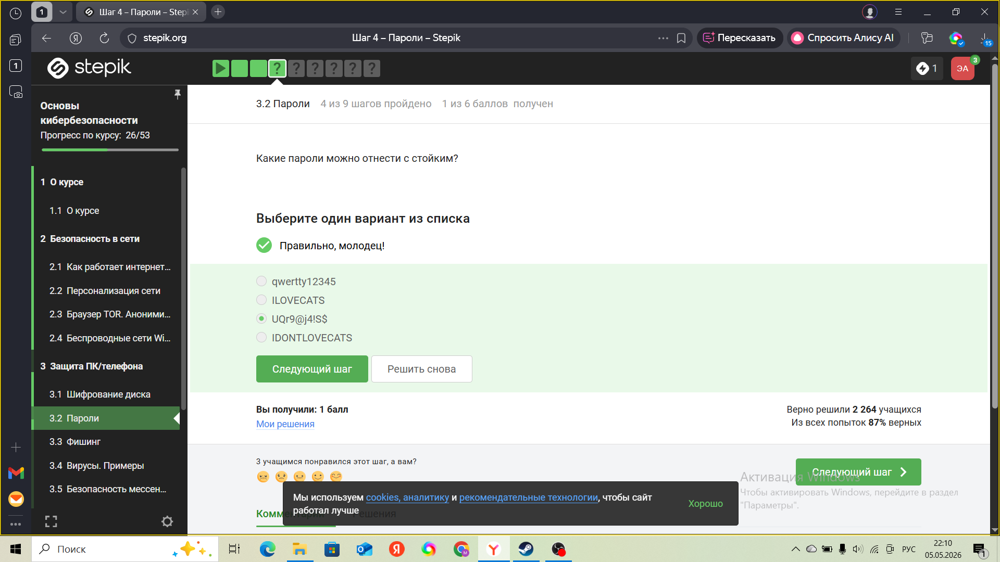 1
Шаг 4 – Пароли – Stepi
stepik.org
Шаг 4 – Пароли – Stepik
Пересказать
Спросить Алису AI
15
1
stepik
? ? ? ? ? ?
1
ЭА
3
Основы
кибербезопасности
Прогресс по курсу: 26/53
1 О курсе
1.1 О курсе
2 Безопасность в сети
2.1 Как работает интернет...
2.2 Персонализация сети
2.3 Браузер TOR. Аноними...
2.4 Беспроводные сети Wi...
3 Защита ПК/телефона
3.1 Шифрование диска
3.2 Пароли
3.3 Фишинг
3.4 Вирусы. Примеры
3.5 Безопасность мессен...
3.2 Пароли 4 из 9 шагов пройдено 1 из 6 баллов получен
Какие пароли можно отнести с стойким?
Выберите один вариант из списка
Правильно, молодец!
qwertty12345
ILOVECATS
UQr9@j4!S$
IDONTLOVECATS
Следующий шаг
Решить снова
Вы получили: 1 балл
Мои решения
Верно решили 2 264 учащихся
Из всех попыток 87% верных
3 учащимся понравился этот шаг, а вам?
Следующий шаг
Активация Windows
Чтобы активировать Windows, перейдите в раздел
"Параметры".
Мы используем cookies, аналитику и рекомендательные технологии, чтобы сайт
работал лучше
Хорошо
Комментарии
Решения
Поиск
РУС
22:10
05.05.2026
1